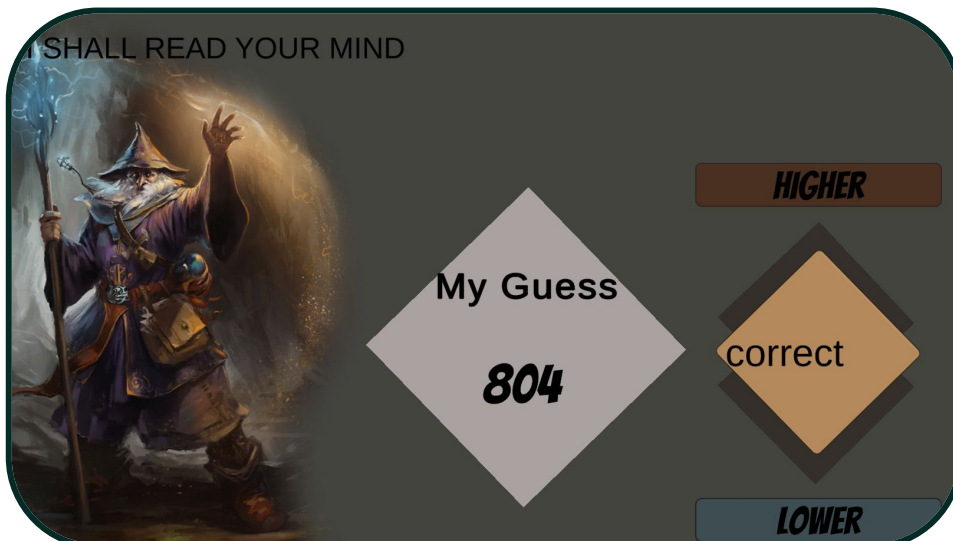 I SHALL READ YOUR MIND
HIGHER
My Guess
correct
804
LOWER